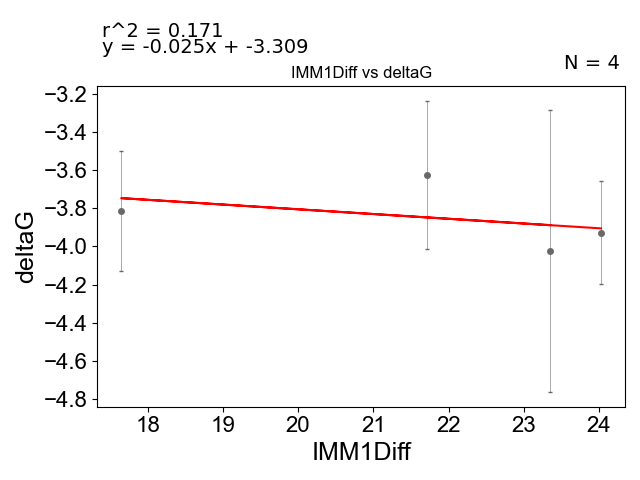 r^2 = 0.171
y = -0.025x + -3.309
N = 4
IMM1Diff vs deltaG
−3.2
−3.4
−3.6
−3.8
−4.0
−4.2
−4.4
−4.6
−4.8
deltaG
18 19 20 21 22 23 24
IMM1Diff